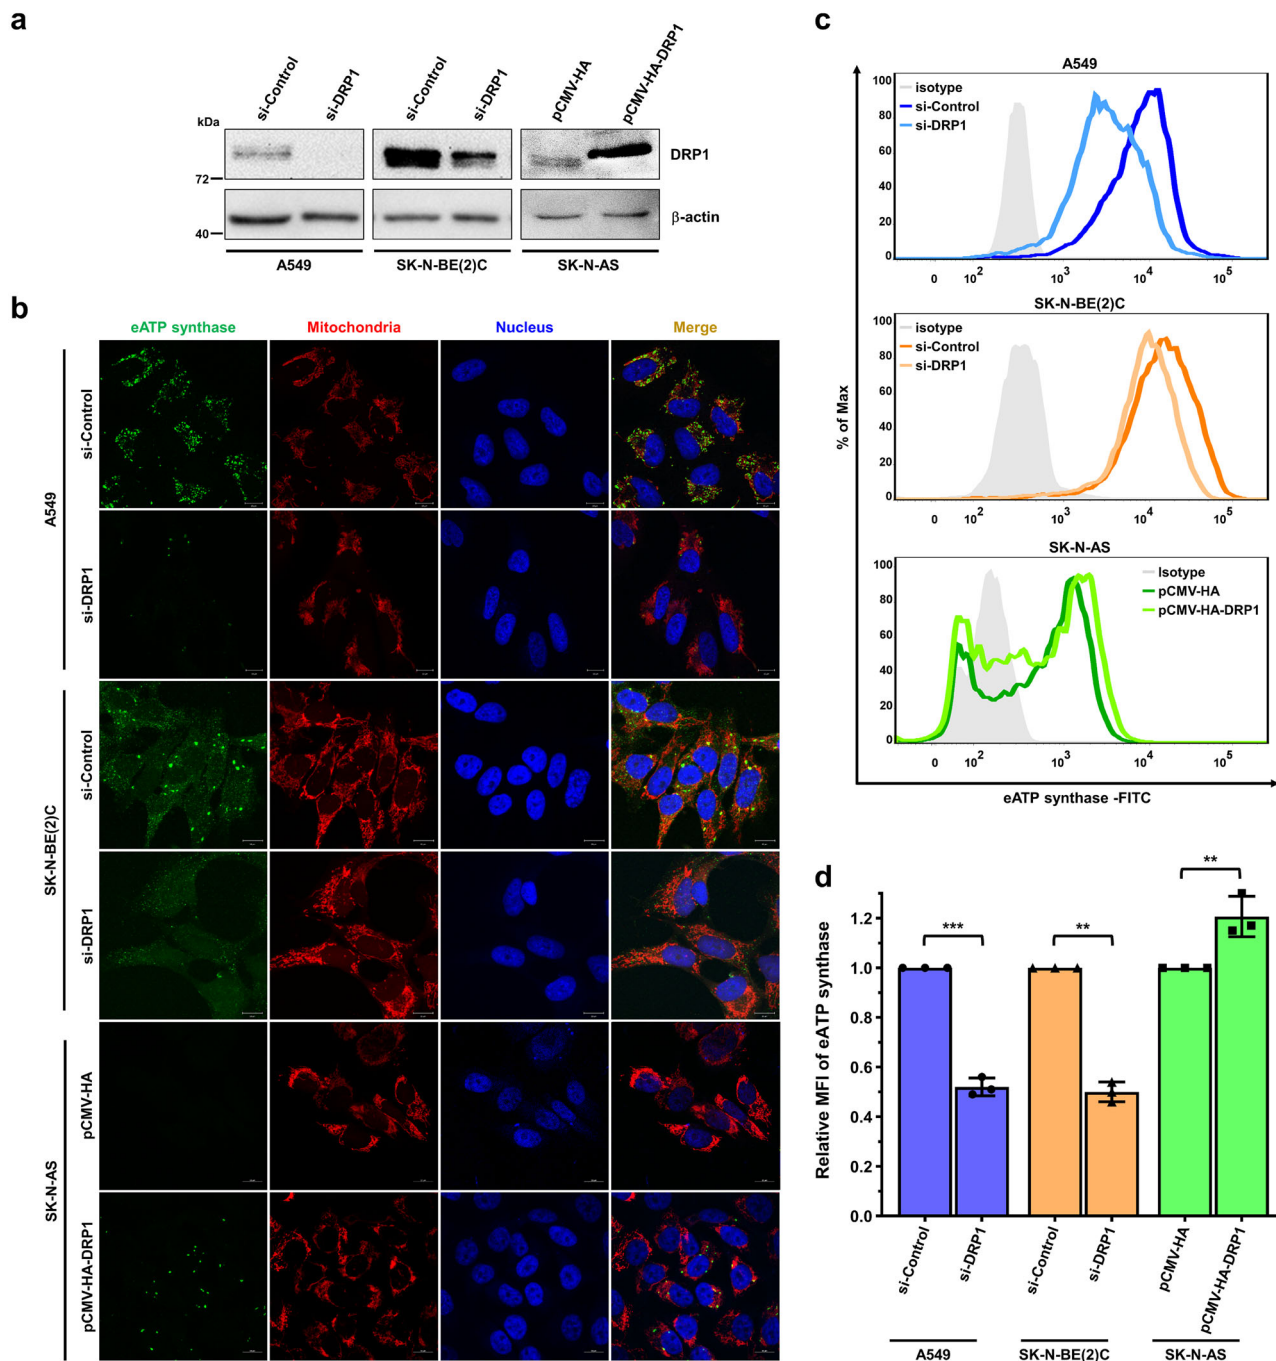 a
si-Control
si-DRP1
si-Control
si-DRP1
pCMV-HA
pCMV-HA-DRP1
kDa
DRP1
72
β-actin
40
A549
SK-N-BE(2)C
SK-N-AS
b
eATP synthase
Mitochondria
Nucleus
Merge
A549
si-Control
si-DRP1
SK-N-BE(2)C
si-Control
si-DRP1
SK-N-AS
pCMV-HA
pCMV-HA-DRP1
c
A549
100
80
60
40
20
0
isotype
si-Control
si-DRP1
0 10² 10³ 10⁴ 10⁵
SK-N-BE(2)C
100
80
60
40
20
0
isotype
si-Control
si-DRP1
0 10² 10³ 10⁴ 10⁵
% of Max
SK-N-AS
100
80
60
40
20
0
Isotype
pCMV-HA
pCMV-HA-DRP1
0 10² 10³ 10⁴ 10⁵
eATP synthase -FITC
d
Relative MFI of eATP synthase
1.2
1.0
0.8
0.6
0.4
0.2
0.0
***
**
**
si-Control
si-DRP1
si-Control
si-DRP1
pCMV-HA
pCMV-HA-DRP1
A549
SK-N-BE(2)C
SK-N-AS